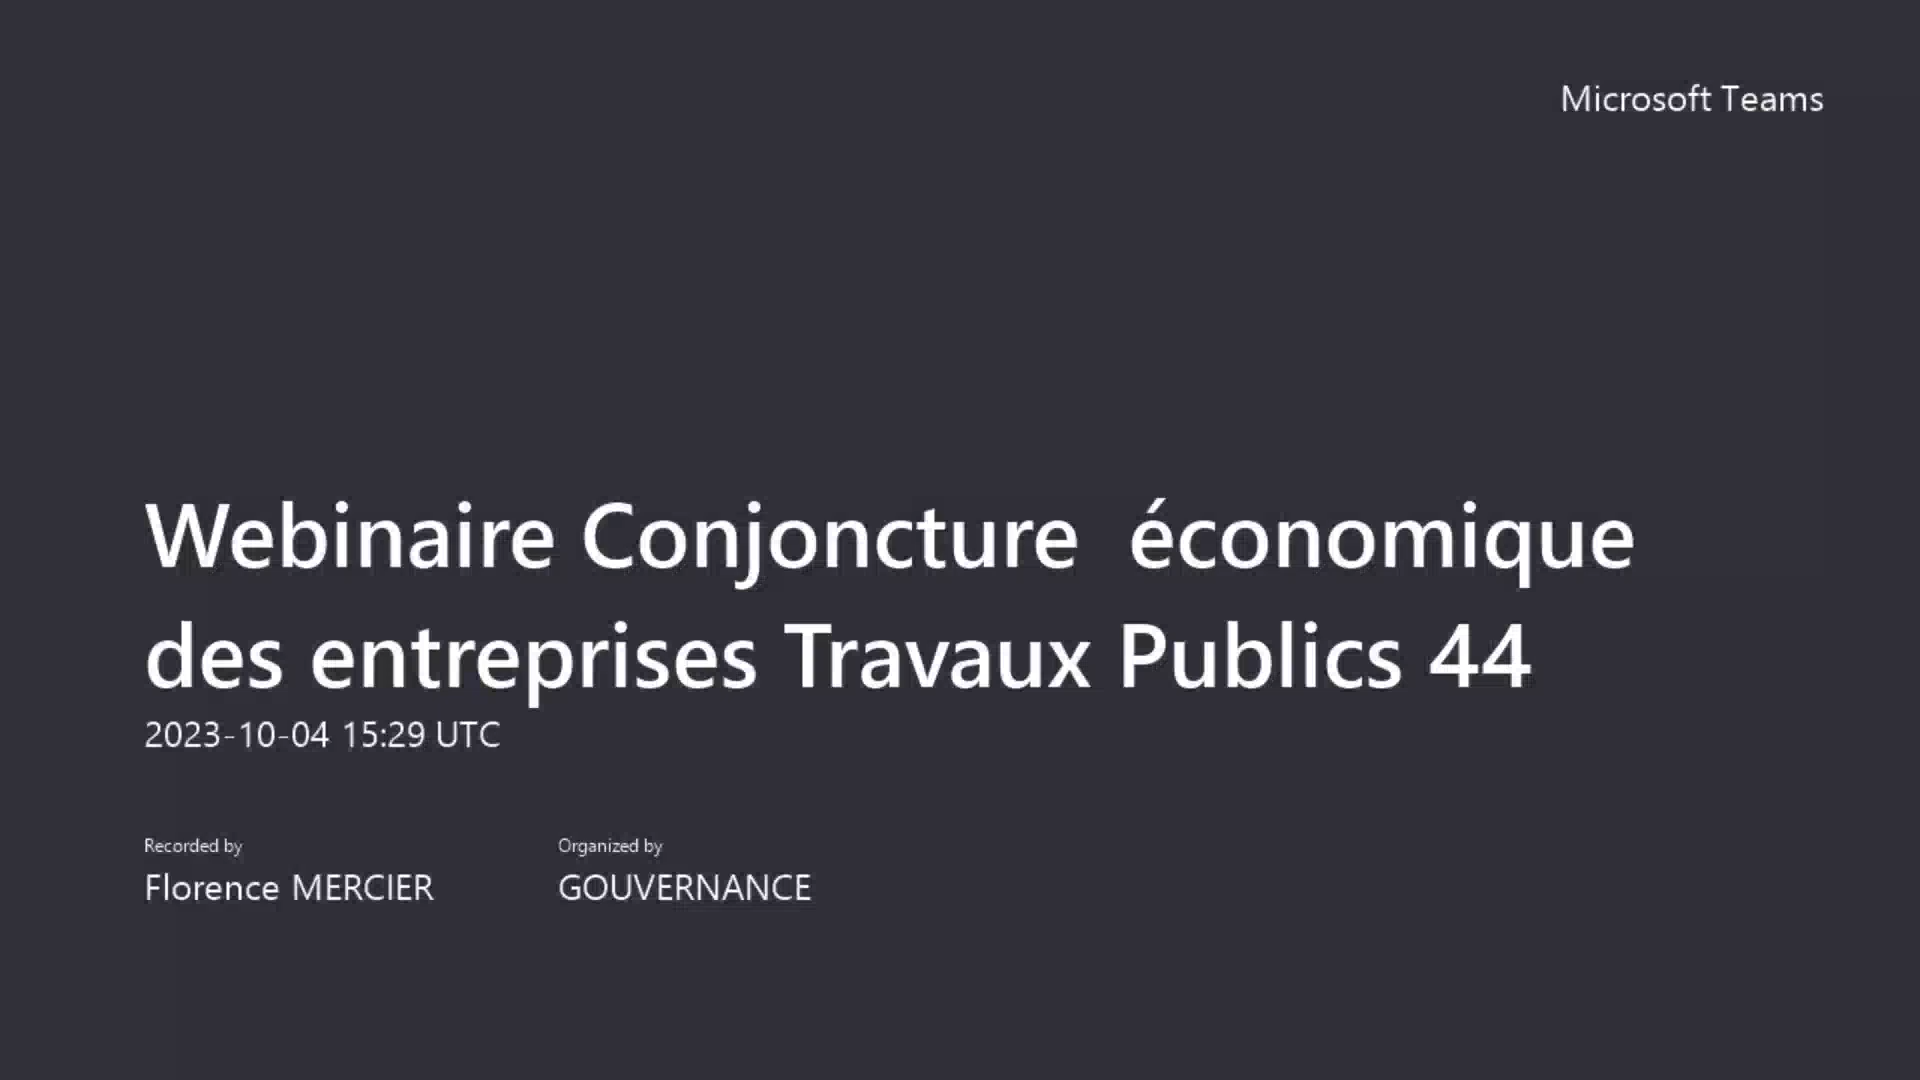 Microsoft Teams
Webinaire Conjoncture  économique
des entreprises Travaux Publics 44
2023-10-04 15:29 UTC
Recorded by
Florence MERCIER
Organized by
GOUVERNANCE